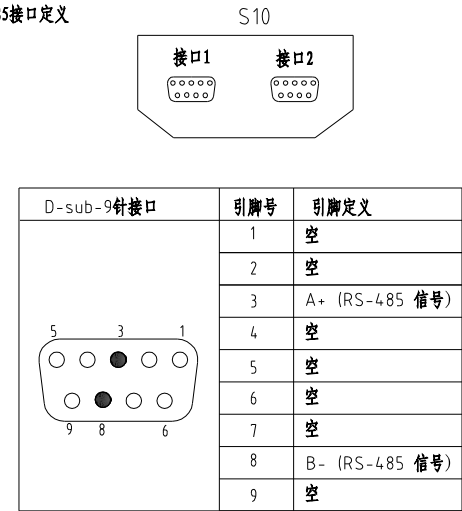 5接口定义
S10
接口1 接口2
D-sub-9针接口 引脚号 引脚定义
1 空
2 空
3 A+ (RS-485 信号)
4 空
5 空
6 空
7 空
8 B- (RS-485 信号)
9 空
5 3 1
9 8 6